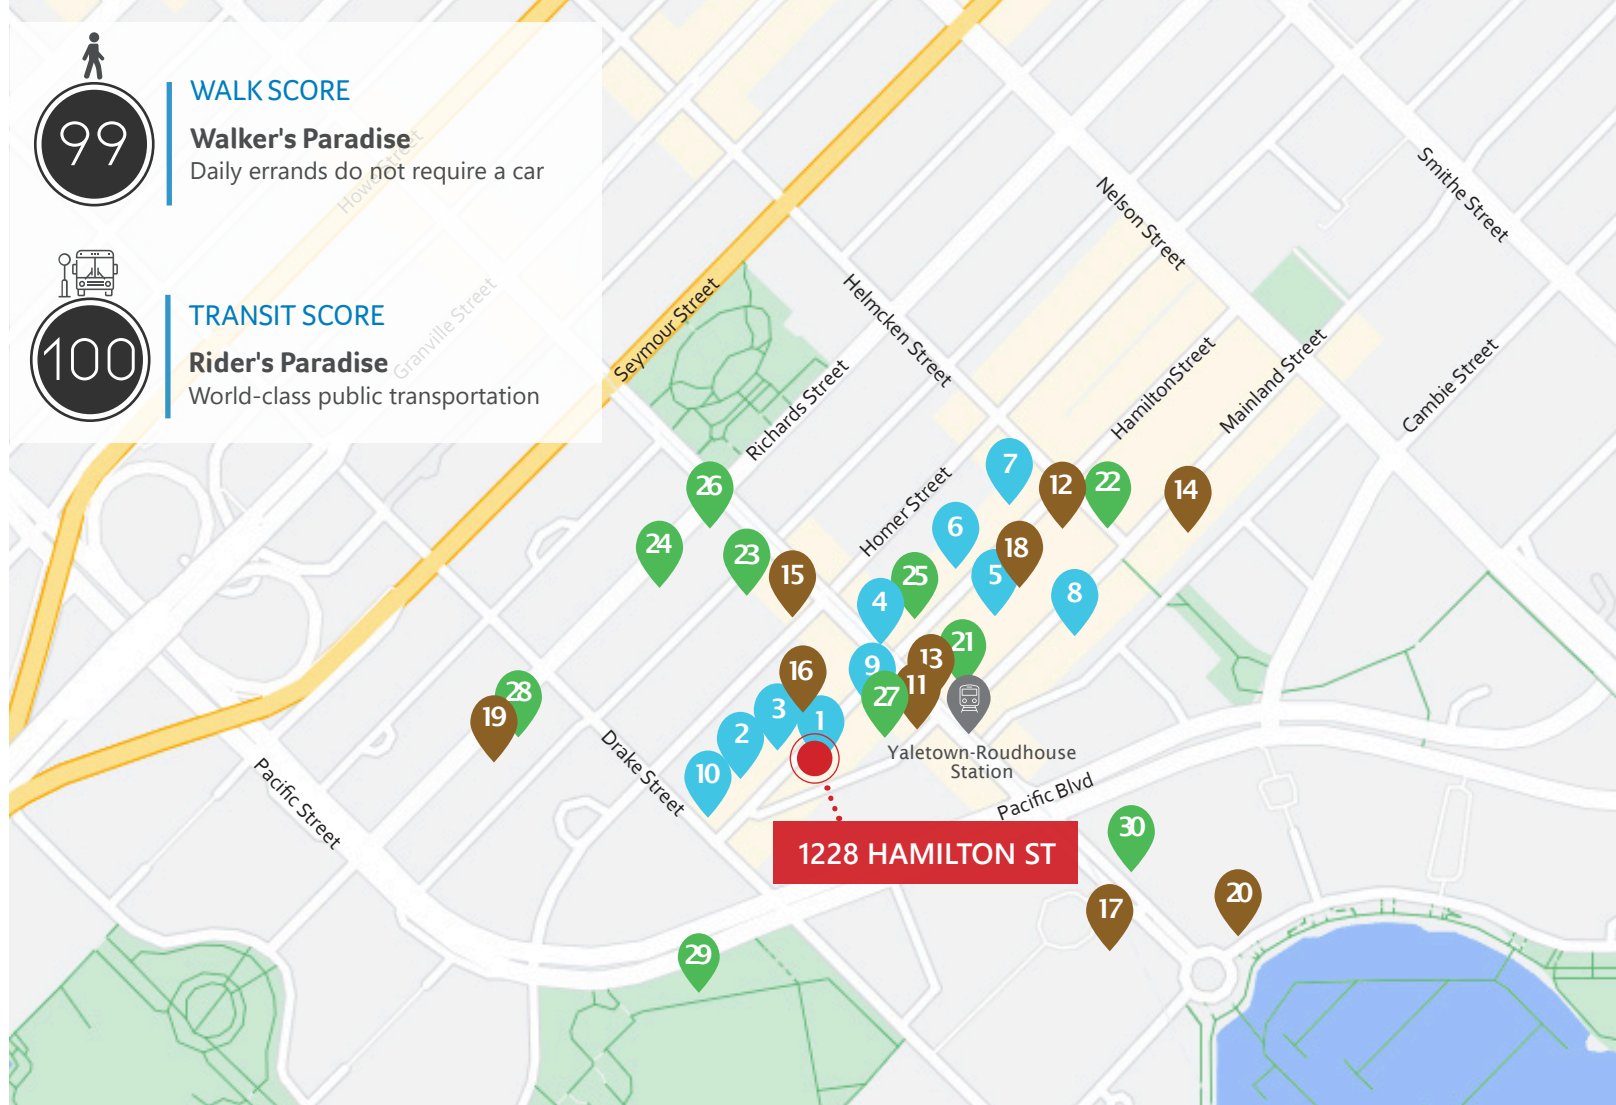 99
WALK SCORE
Walker's Paradise
Daily errands do not require a car
Howe Street
100
TRANSIT SCORE
Rider's Paradise
World-class public transportation
Granville Street
Seymour Street
Richards Street
Helmcken Street
Nelson Street
Smithe Street
HamiltonStreet
Mainland Street
Cambie Street
Homer Street
7
12
22
14
26
6
18
24
23
15
25
5
8
4
21
13
9
16
11
27
28
19
3
1
2
10
Yaletown-Roudhouse
Station
Drake Street
Pacific Street
Pacific Blvd
1228 HAMILTON ST
30
20
17
29